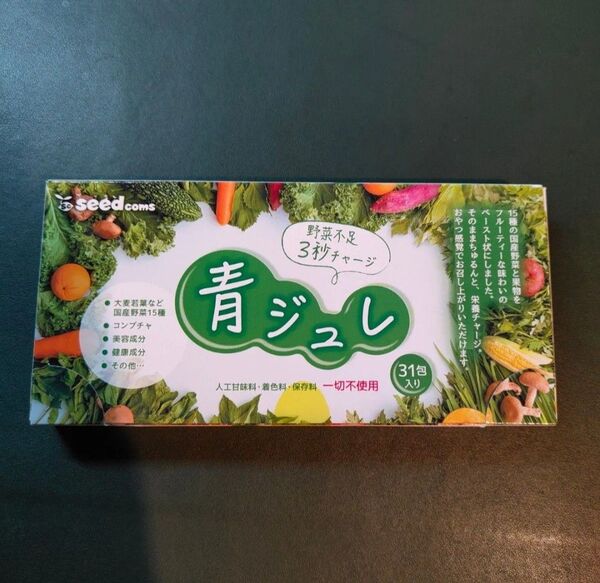 seedcoms
野菜不足
3秒チャージ
青ジュレ
大麦若葉など
国産野菜15種
コンブチャ
美容成分
健康成分
その他…
人工甘味料・着色料・保存料 一切不使用
31包
入り
15種の国産野菜と果物を
フルーティーな味わいの
ペースト状にしました。
そのままちゅるんと、栄養チャージ。
おやつ感覚でお召し上がりいただけます。